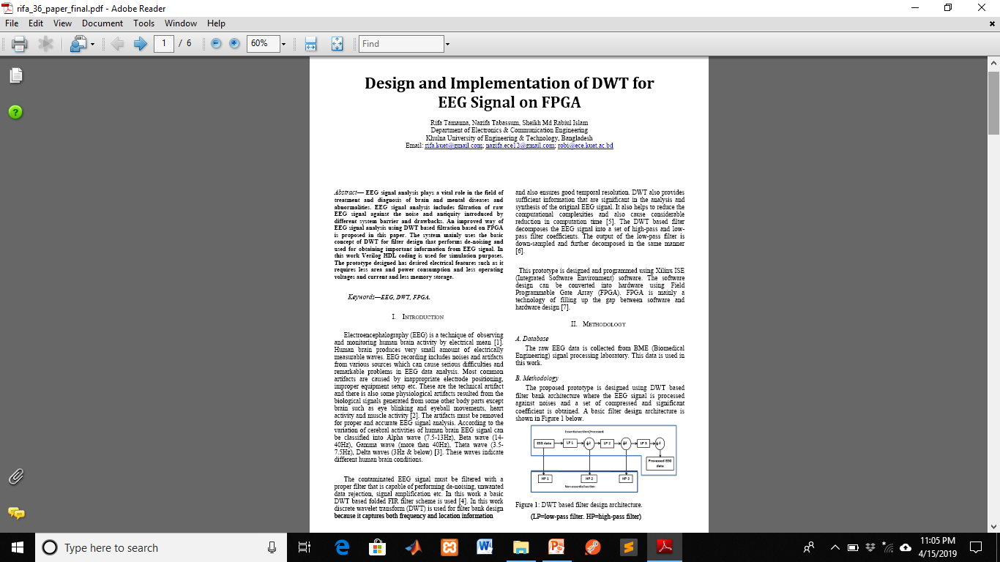 rifa_36_paper_final.pdf - Adobe Reader
File Edit View Document Tools Window Help
1 / 6 60% Find
Design and Implementation of DWT for
EEG Signal on FPGA
Rifa Tamanna, Nazifa Tabassum, Sheikh Md Rabiul Islam
Department of Electronics & Communication Engineering
Khulna University of Engineering & Technology, Bangladesh
Email: rifa.kuet@gmail.com; nazifa.ece12@gmail.com; robi@ece.kuet.ac.bd
Abstract— EEG signal analysis plays a vital role in the field of
treatment and diagnosis of brain and mental diseases and
abnormalities. EEG signal analysis includes filtration of raw
EEG signal against the noise and antiquity introduced by
different system barrier and drawbacks. An improved way of
EEG signal analysis using DWT based filtration based on FPGA
is proposed in this paper. The system mainly uses the basic
concept of DWT for filter design that performs de-noising and
used for obtaining important information from EEG signal. In
this work Verilog HDL coding is used for simulation purposes.
The prototype designed has desired electrical features such as it
requires less area and power consumption and less operating
voltages and current and less memory storage.
Keywords—EEG, DWT, FPGA.
I. INTRODUCTION
Electroencephalography (EEG) is a technique of observing
and monitoring human brain activity by electrical mean [1].
Human brain produces very small amount of electrically
measurable waves. EEG recording includes noises and artifacts
from various sources which can cause serious difficulties and
remarkable problems in EEG data analysis. Most common
artifacts are caused by inappropriate electrode positioning,
improper equipment setup etc. These are the technical artifact
and there is also some physiological artifacts resulted from the
biological signals generated from some other body parts except
brain such as eye blinking and eyeball movements, heart
activity and muscle activity [2]. The artifacts must be removed
for proper and accurate EEG signal analysis. According to the
variation of cerebral activities of human brain EEG signal can
be classified into Alpha wave (7.5-13Hz), Beta wave (14-
40Hz), Gamma wave (more than 40Hz), Theta wave (3.5-
7.5Hz), Delta waves (3Hz & below) [3]. These waves indicate
different human brain conditions.
The contaminated EEG signal must be filtered with a
proper filter that is capable of performing de-noising, unwanted
data rejection, signal amplification etc. In this work a basic
DWT based folded FIR filter scheme is used [4]. In this work
discrete wavelet transform (DWT) is used for filter bank design
because it captures both frequency and location information
and also ensures good temporal resolution. DWT also provides
sufficient information that are significant in the analysis and
synthesis of the original EEG signal. It also helps to reduce the
computational complexities and also cause considerable
reduction in computation time [5]. The DWT based filter
decomposes the EEG signal into a set of high-pass and low-
pass filter coefficients. The output of the low-pass filter is
down-sampled and further decomposed in the same manner
[6].
This prototype is designed and programmed using Xilinx ISE
(Integrated Software Environment) software. The software
design can be converted into hardware using Field
Programmable Gate Array (FPGA). FPGA is mainly a
technology of filling up the gap between software and
hardware design [7].
II. METHODOLOGY
A. Database
The raw EEG data is collected from BME (Biomedical
Engineering) signal processing laboratory. This data is used in
this work.
B. Methodology
The proposed prototype is designed using DWT based
filter bank architecture where the EEG signal is processed
against noises and a set of compressed and significant
coefficient is obtained. A basic filter design architecture is
shown in Figure 1 below.
Essentialsection(Processed)
EEG data LP 1 ↓2 LP 2 ↓2 LP 3 ↓2
Processed EEG
data
HP 1 HP 2 HP 3
Non-essentialsection
Figure 1: DWT based filter design architecture.
(LP=low-pass filter. HP=high-pass filter)
Type here to search
11:05 PM
4/15/2019